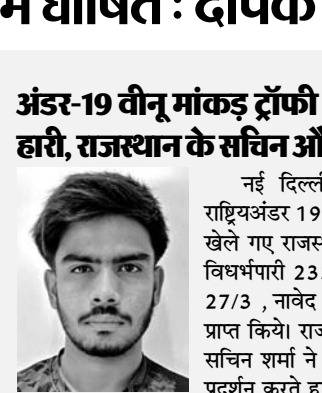 में घोषित : दीपक
अंडर-19 वीनू मांकड़ ट्रॉफी
हारी, राजस्थान के सचिन औ
नई दिल्ली
राष्ट्रियअंडर 19
खेले गए राजस
विधर्भपारी 23.
27/3 , नावेद
प्राप्त किये। राज
सचिन शर्मा ने
प्रदर्शन करते हु